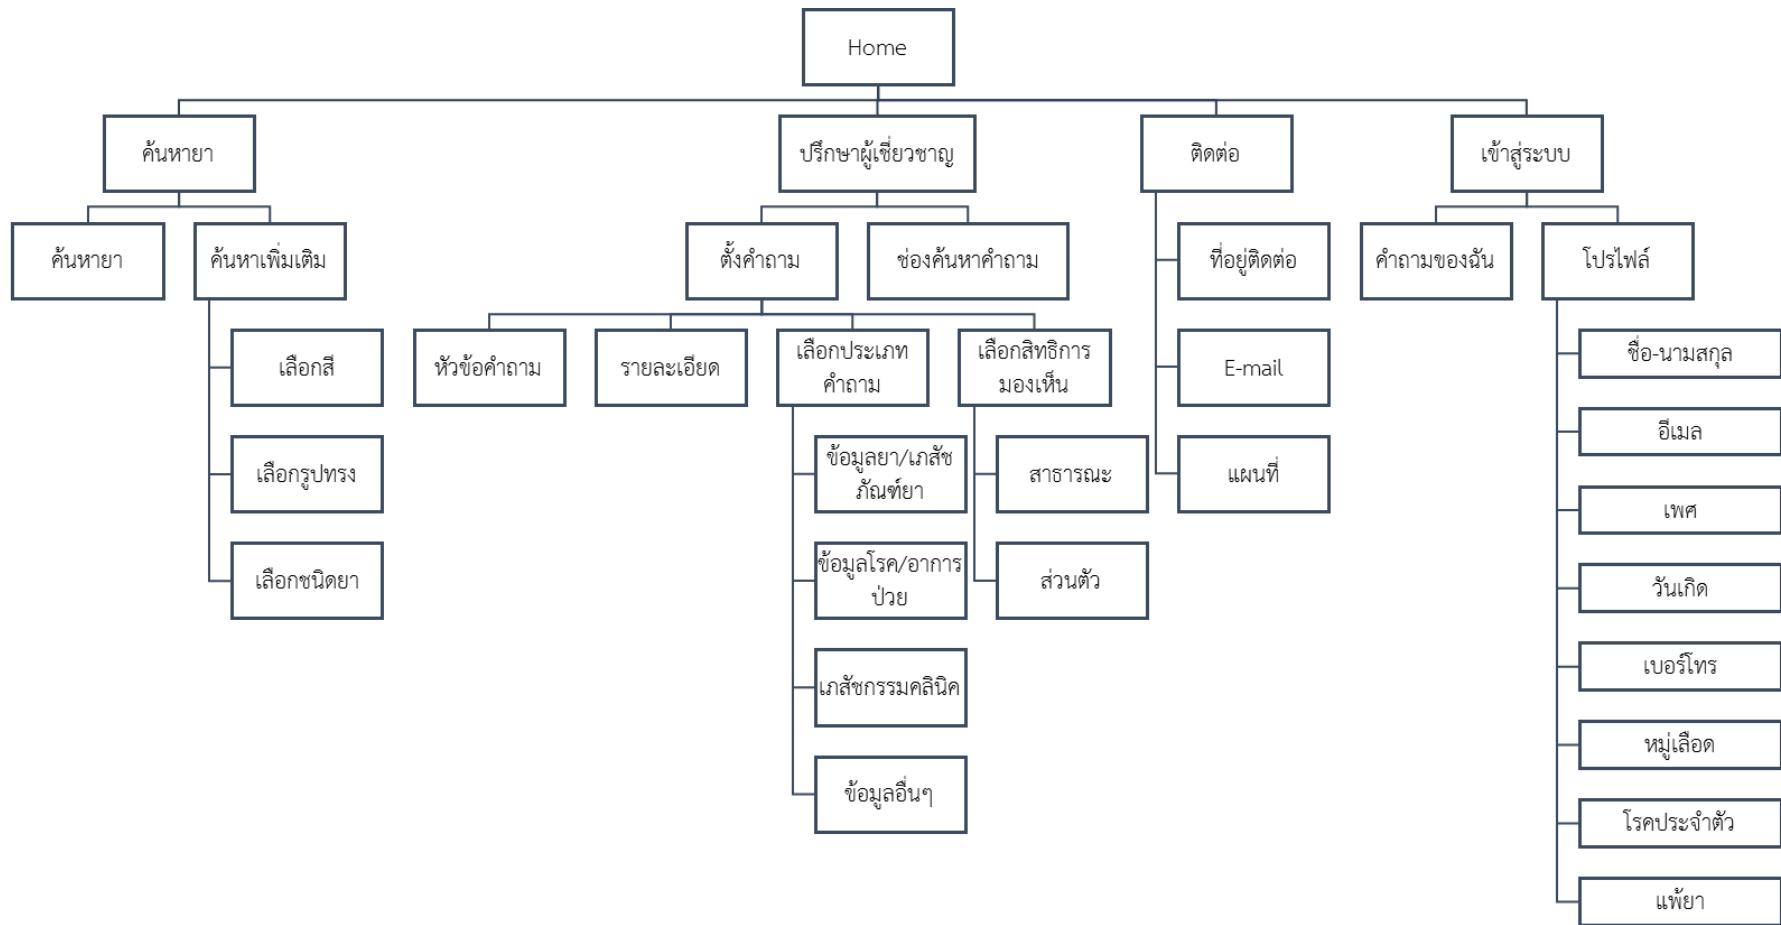 Home
ค้นหายา
ปรึกษาผู้เชี่ยวชาญ
ติดต่อ
เข้าสู่ระบบ
ค้นหายา
ค้นหาเพิ่มเติม
ตั้งคำถาม
ช่องค้นหาคำถาม
ที่อยู่ติดต่อ
คำถามของฉัน
โปรไฟล์
เลือกสี
เลือกรูปทรง
เลือกชนิดยา
หัวข้อคำถาม
รายละเอียด
เลือกประเภท
คำถาม
เลือกสิทธิการ
มองเห็น
ข้อมูลยา/เภสัช
ภัณฑ์ยา
ข้อมูลโรค/อาการ
ป่วย
เภสัชกรรมคลินิค
ข้อมูลอื่นๆ
สาธารณะ
ส่วนตัว
E-mail
แผนที่
ชื่อ-นามสกุล
อีเมล
เพศ
วันเกิด
เบอร์โทร
หมู่เลือด
โรคประจำตัว
แพ้ยา